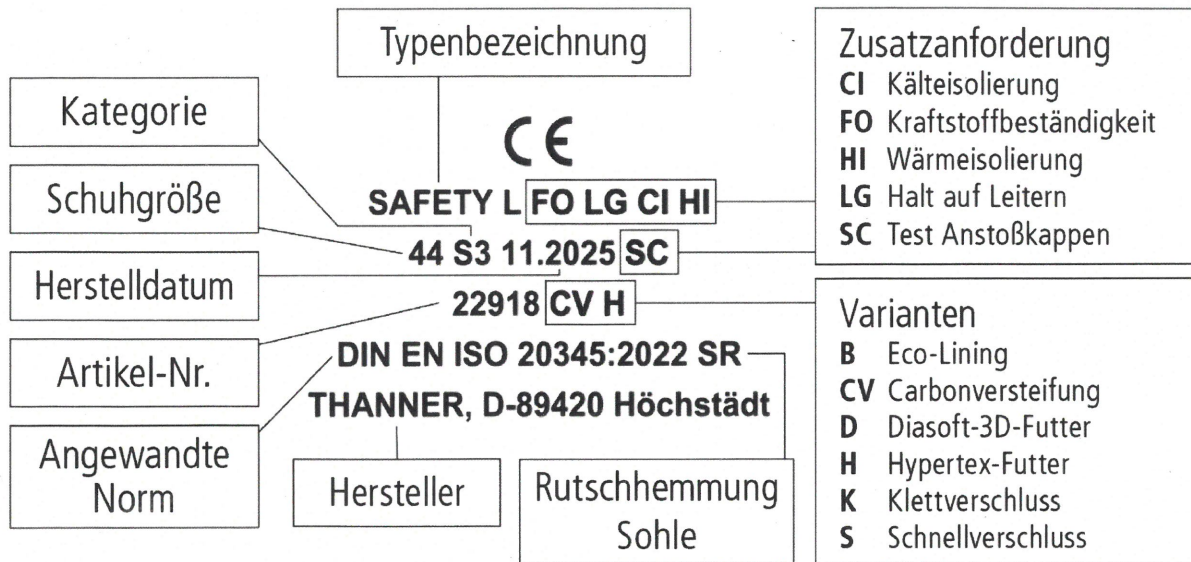 Typenbezeichnung
Kategorie
Schuhgröße
Herstelldatum
Artikel-Nr.
Angewandte
Norm
CE
SAFETY L FO LG CI HI
44 S3 11.2025 SC
22918 CV H
DIN EN ISO 20345:2022 SR
THANNER, D-89420 Höchstädt
Hersteller
Rutschhemmung
Sohle
Zusatzanforderung
CI Kälteisolierung
FO Kraftstoffbeständigkeit
HI Wärmeisolierung
LG Halt auf Leitern
SC Test Anstoßkappen
Varianten
B Eco-Lining
CV Carbonversteifung
D Diasoft-3D-Futter
H Hypertex-Futter
K Klettverschluss
S Schnellverschluss